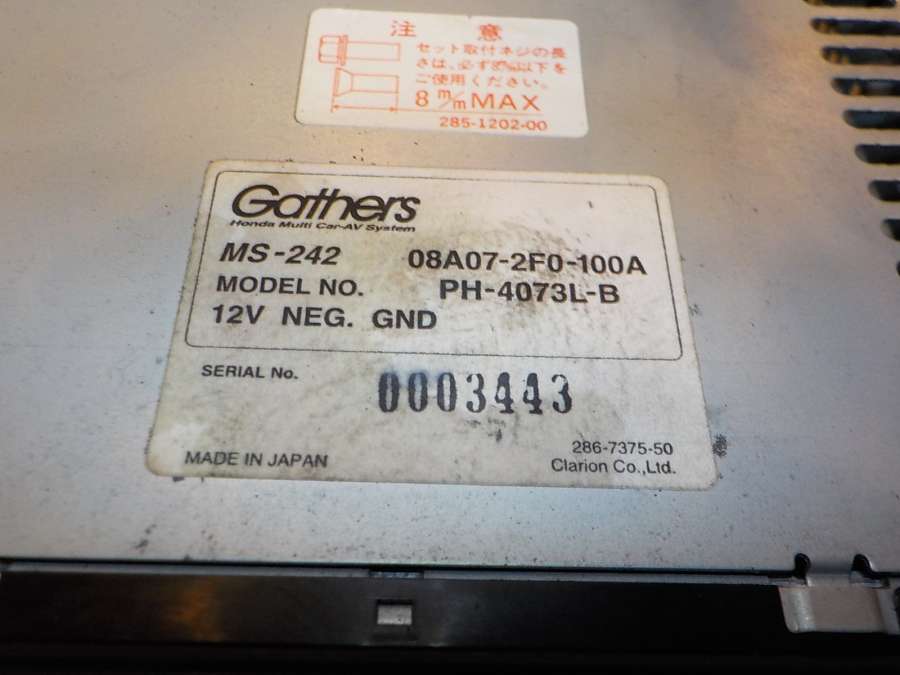 注 意
セット取付ネジの長
さは、必ず8㎜以下を
ご使用ください。
8 m/m MAX
285-1202-00
Gathers
Honda Multi Car-AV System
MS-242 08A07-2F0-100A
MODEL NO. PH-4073L-B
12V NEG. GND
SERIAL No. 0003443
286-7375-50
MADE IN JAPAN Clarion Co.,Ltd.